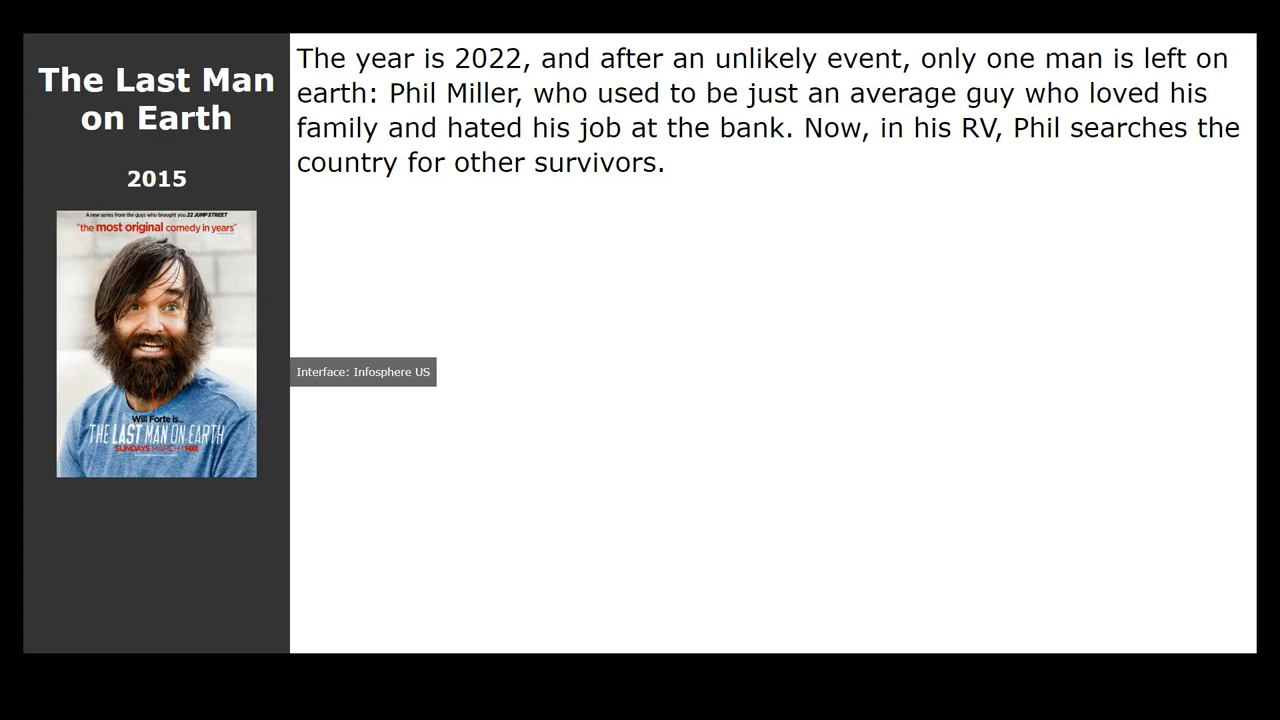 The Last Man
on Earth
2015
A new series from the guys who brought you 22 JUMP STREET
"the most original comedy in years"
Will Forte is...
THE LAST MAN ON EARTH
SUNDAYS MARCH 1 FOX
The year is 2022, and after an unlikely event, only one man is left on
earth: Phil Miller, who used to be just an average guy who loved his
family and hated his job at the bank. Now, in his RV, Phil searches the
country for other survivors.
Interface: Infosphere US